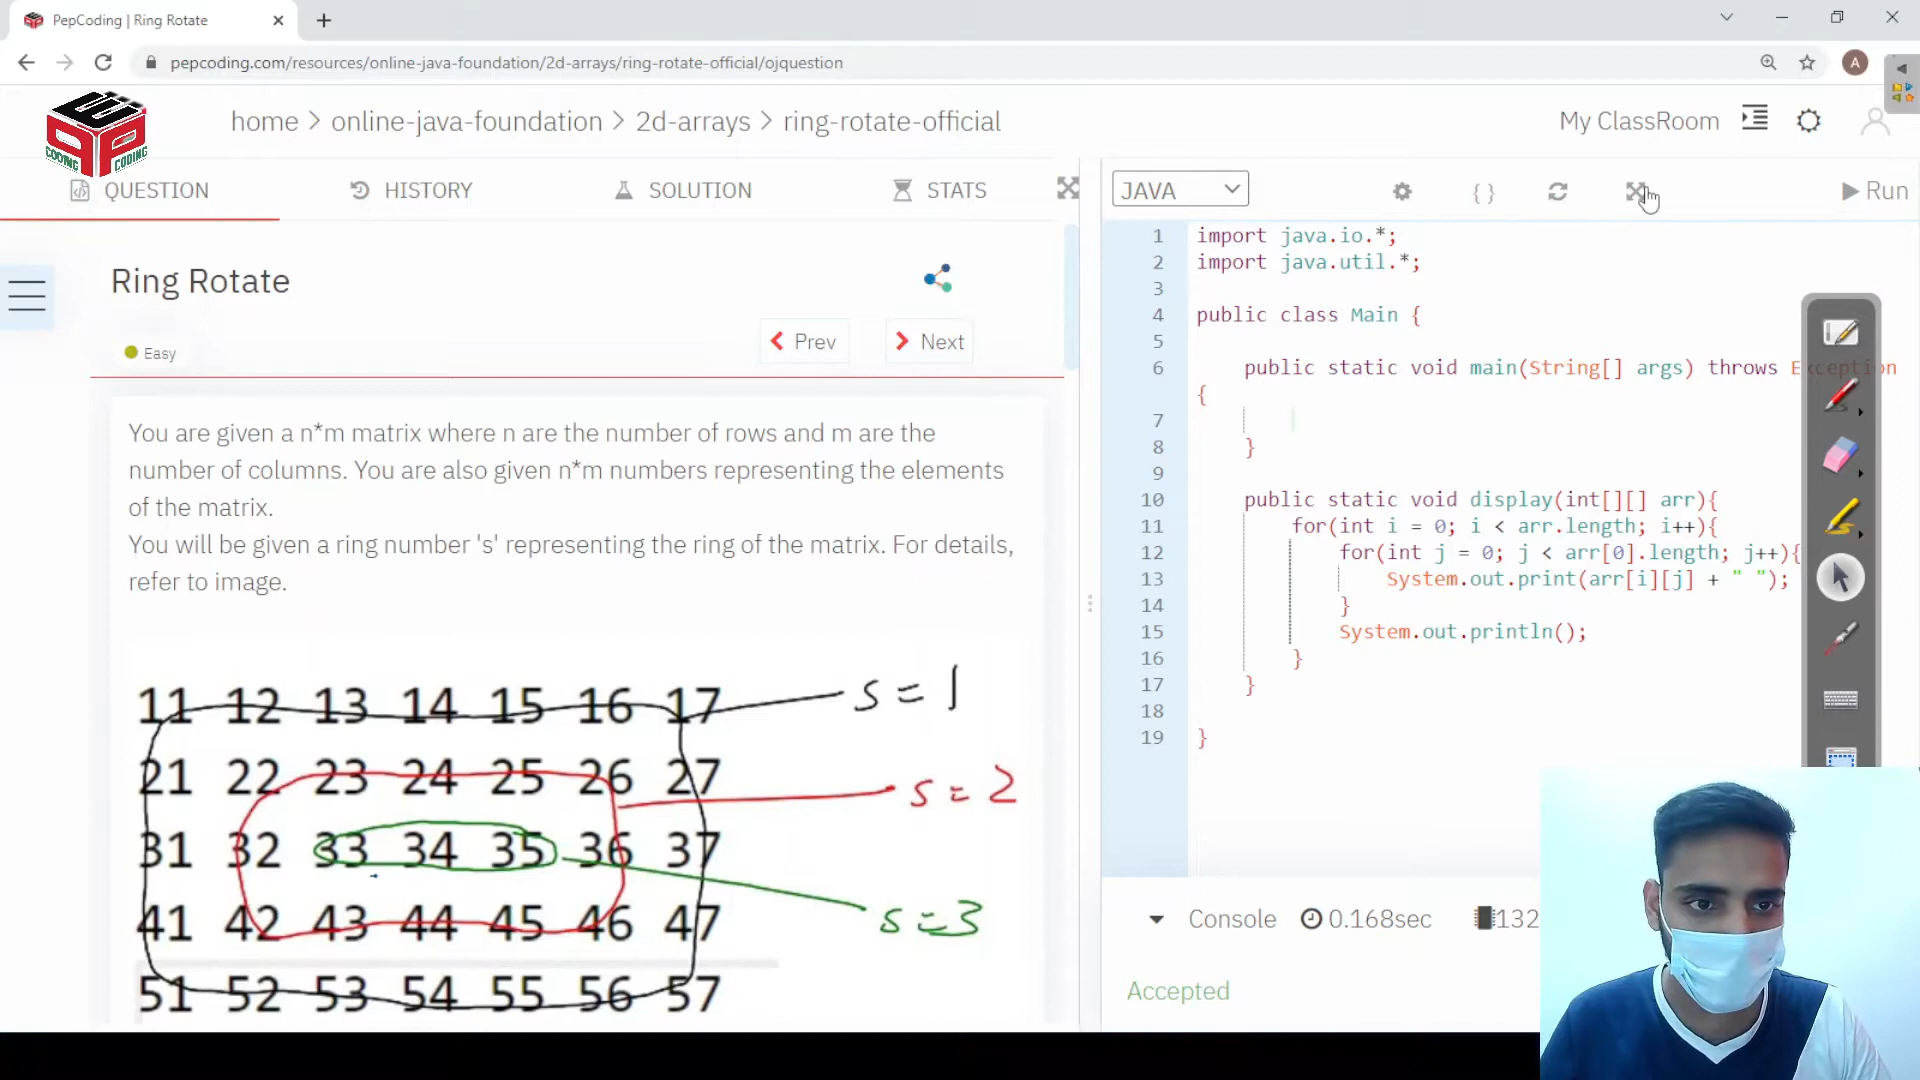 PepCoding | Ring Rotate
pepcoding.com/resources/online-java-foundation/2d-arrays/ring-rotate-official/ojquestion
A
CODING CODING
home > online-java-foundation > 2d-arrays > ring-rotate-official
My ClassRoom
QUESTION HISTORY SOLUTION STATS
JAVA { } Run
Ring Rotate
Easy
Prev Next
You are given a n*m matrix where n are the number of rows and m are the
number of columns. You are also given n*m numbers representing the elements
of the matrix.
You will be given a ring number 's' representing the ring of the matrix. For details,
refer to image.
11 12 13 14 15 16 17 s = 1
21 22 23 24 25 26 27 s = 2
31 32 33 34 35 36 37
41 42 43 44 45 46 47 s=3
51 52 53 54 55 56 57
1 import java.io.*;
2 import java.util.*;
3
4 public class Main {
5
6 public static void main(String[] args) throws Exception
{
7
8 }
9
10 public static void display(int[][] arr){
11 for(int i = 0; i < arr.length; i++){
12 for(int j = 0; j < arr[0].length; j++){
13 System.out.print(arr[i][j] + " ");
14 }
15 System.out.println();
16 }
17 }
18
19 }
Console 0.168sec 132
Accepted